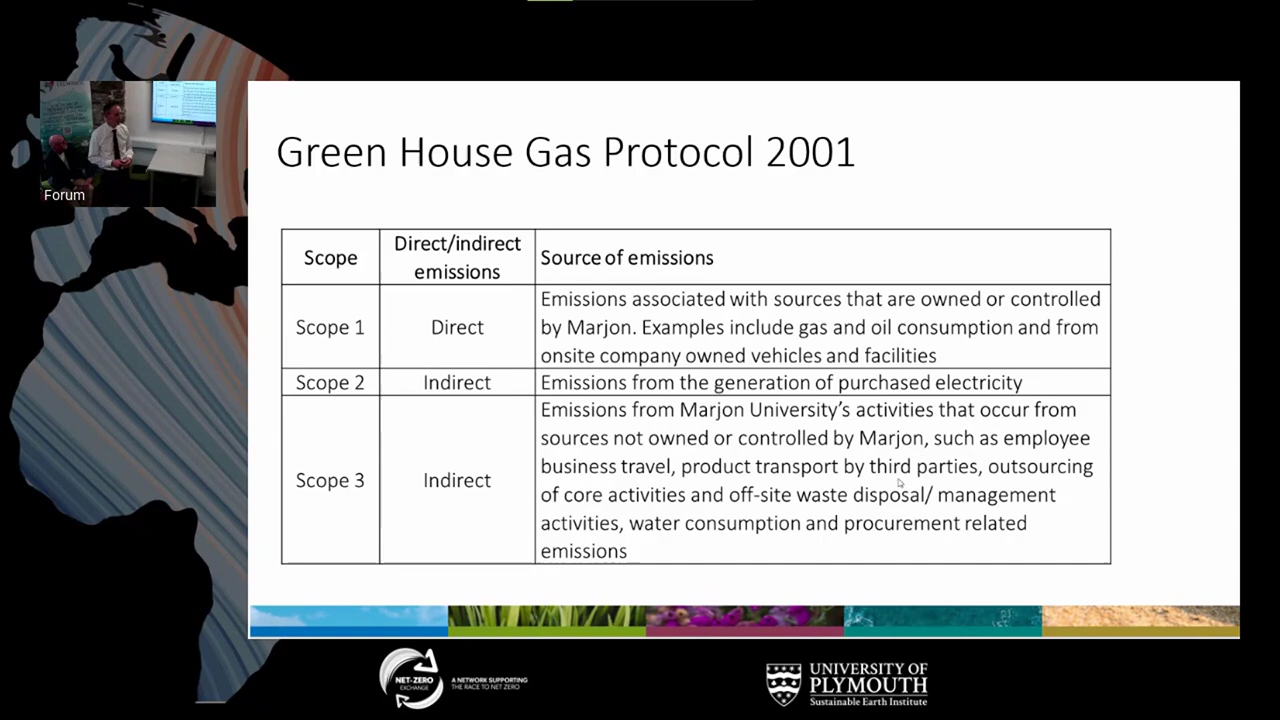 Forum
Green House Gas Protocol 2001
Scope
Direct/indirect
emissions
Source of emissions
Scope 1
Direct
Emissions associated with sources that are owned or controlled
by Marjon. Examples include gas and oil consumption and from
onsite company owned vehicles and facilities
Scope 2
Indirect
Emissions from the generation of purchased electricity
Scope 3
Indirect
Emissions from Marjon University’s activities that occur from
sources not owned or controlled by Marjon, such as employee
business travel, product transport by third parties, outsourcing
of core activities and off-site waste disposal/ management
activities, water consumption and procurement related
emissions
NET-ZERO
EXCHANGE
A NETWORK SUPPORTING
THE RACE TO NET ZERO
UNIVERSITY OF
PLYMOUTH
Sustainable Earth Institute